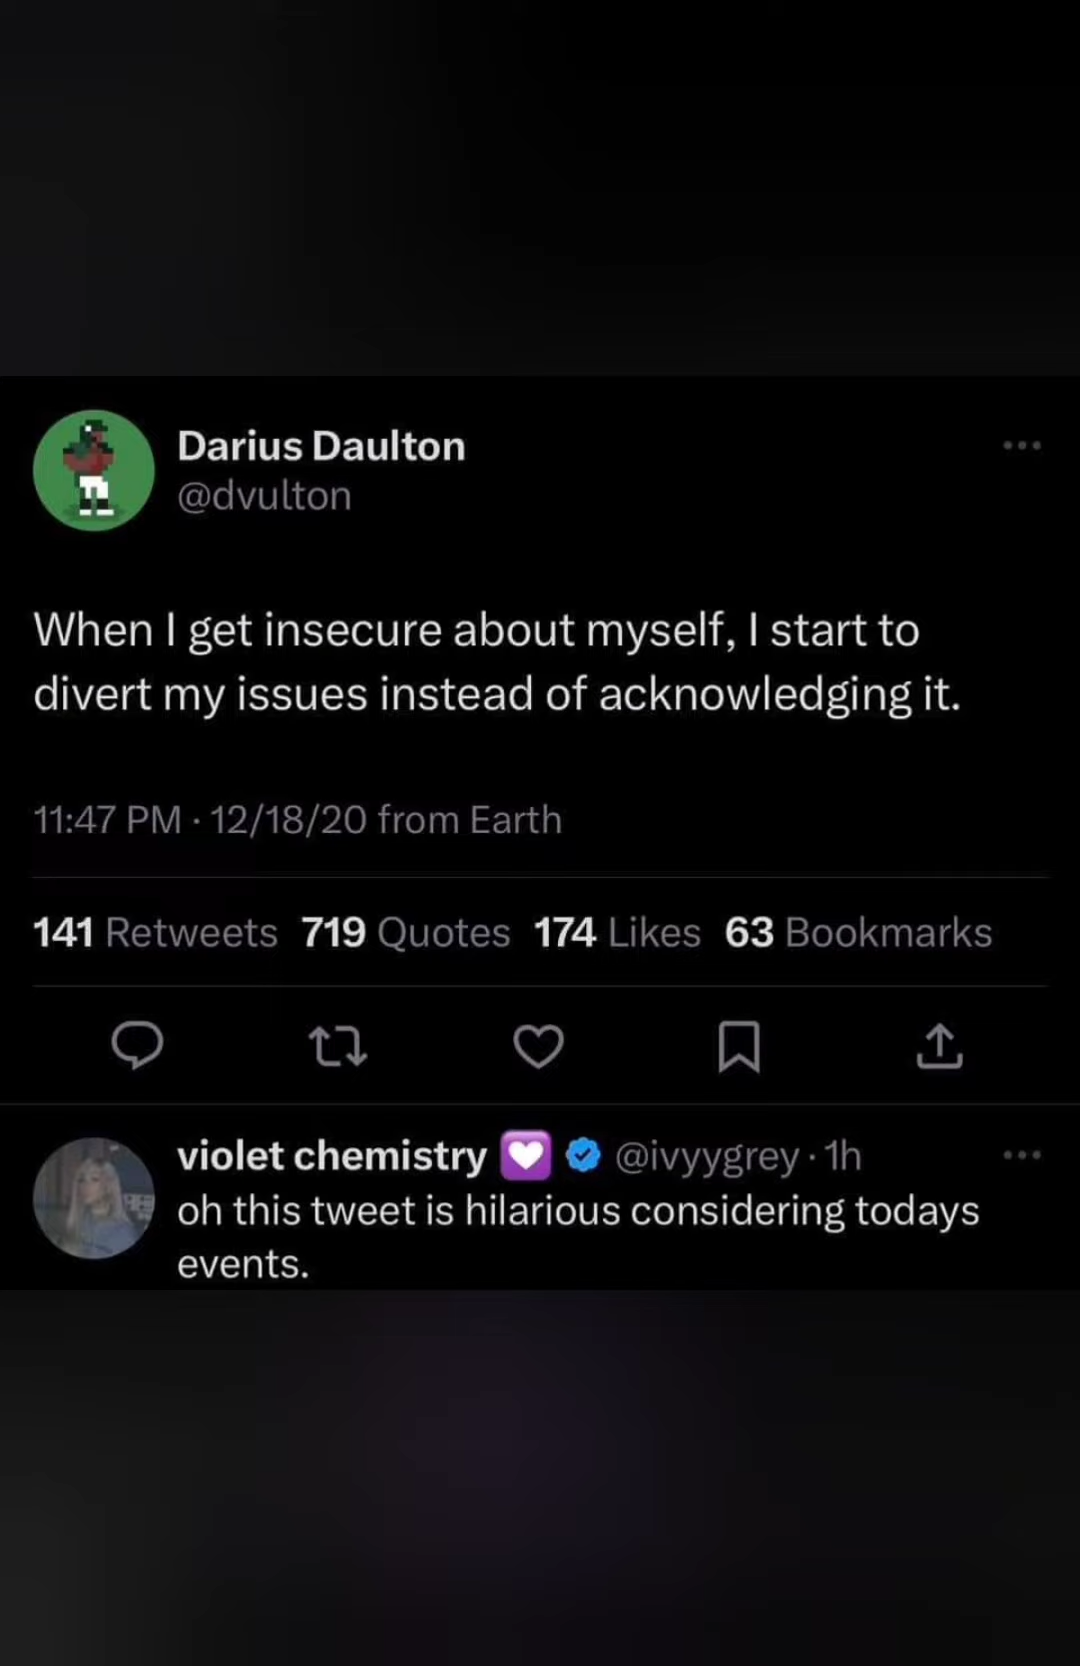 Darius Daulton
@dvulton
When I get insecure about myself, I start to
divert my issues instead of acknowledging it.
11:47 PM · 12/18/20 from Earth
141 Retweets 719 Quotes 174 Likes 63 Bookmarks
violet chemistry 💟 @ivyygrey · 1h
oh this tweet is hilarious considering todays
events.